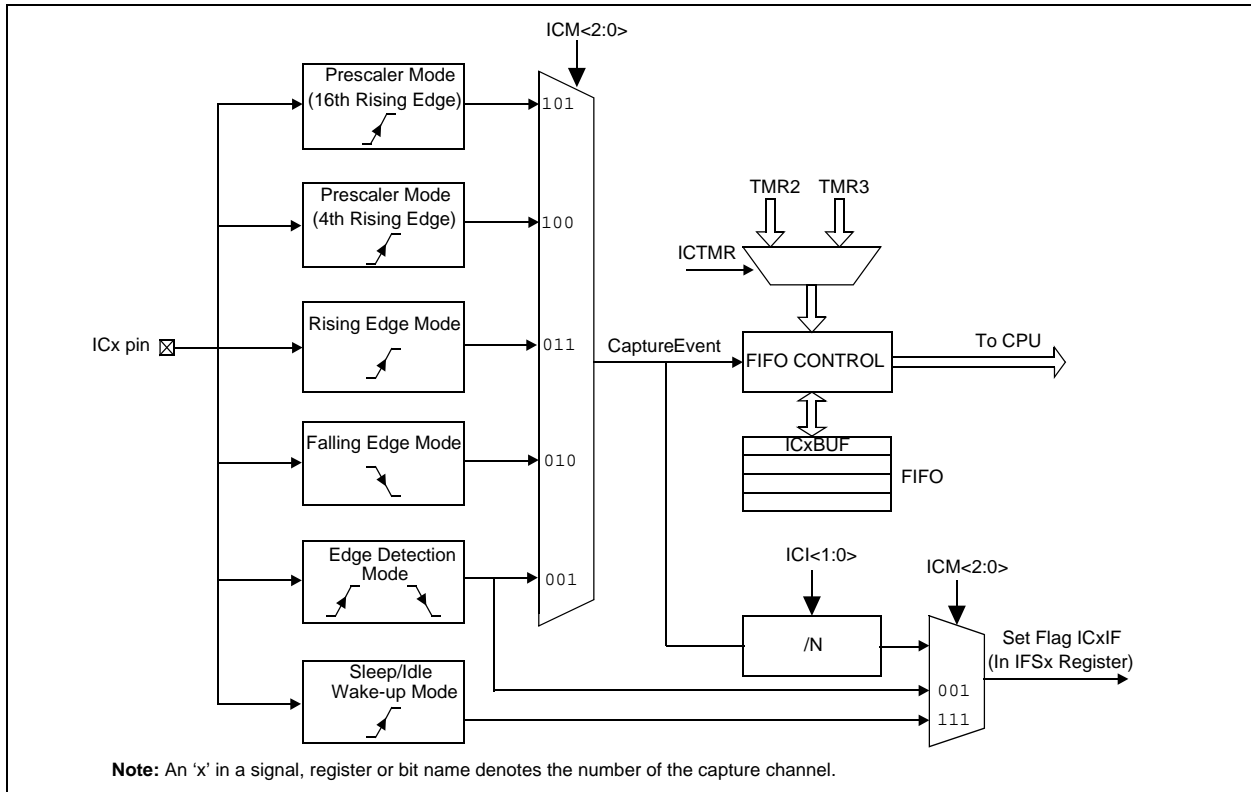 ICM<2:0>
Prescaler Mode
(16th Rising Edge)
101
Prescaler Mode
(4th Rising Edge)
100
TMR2
TMR3
ICTMR
Rising Edge Mode
011
ICx pin
CaptureEvent
FIFO CONTROL
To CPU
Falling Edge Mode
010
ICxBUF
FIFO
Edge Detection
Mode
001
ICI<1:0>
ICM<2:0>
/N
Set Flag ICxIF
(In IFSx Register)
Sleep/Idle
Wake-up Mode
001
111
Note: An ‘x’ in a signal, register or bit name denotes the number of the capture channel.